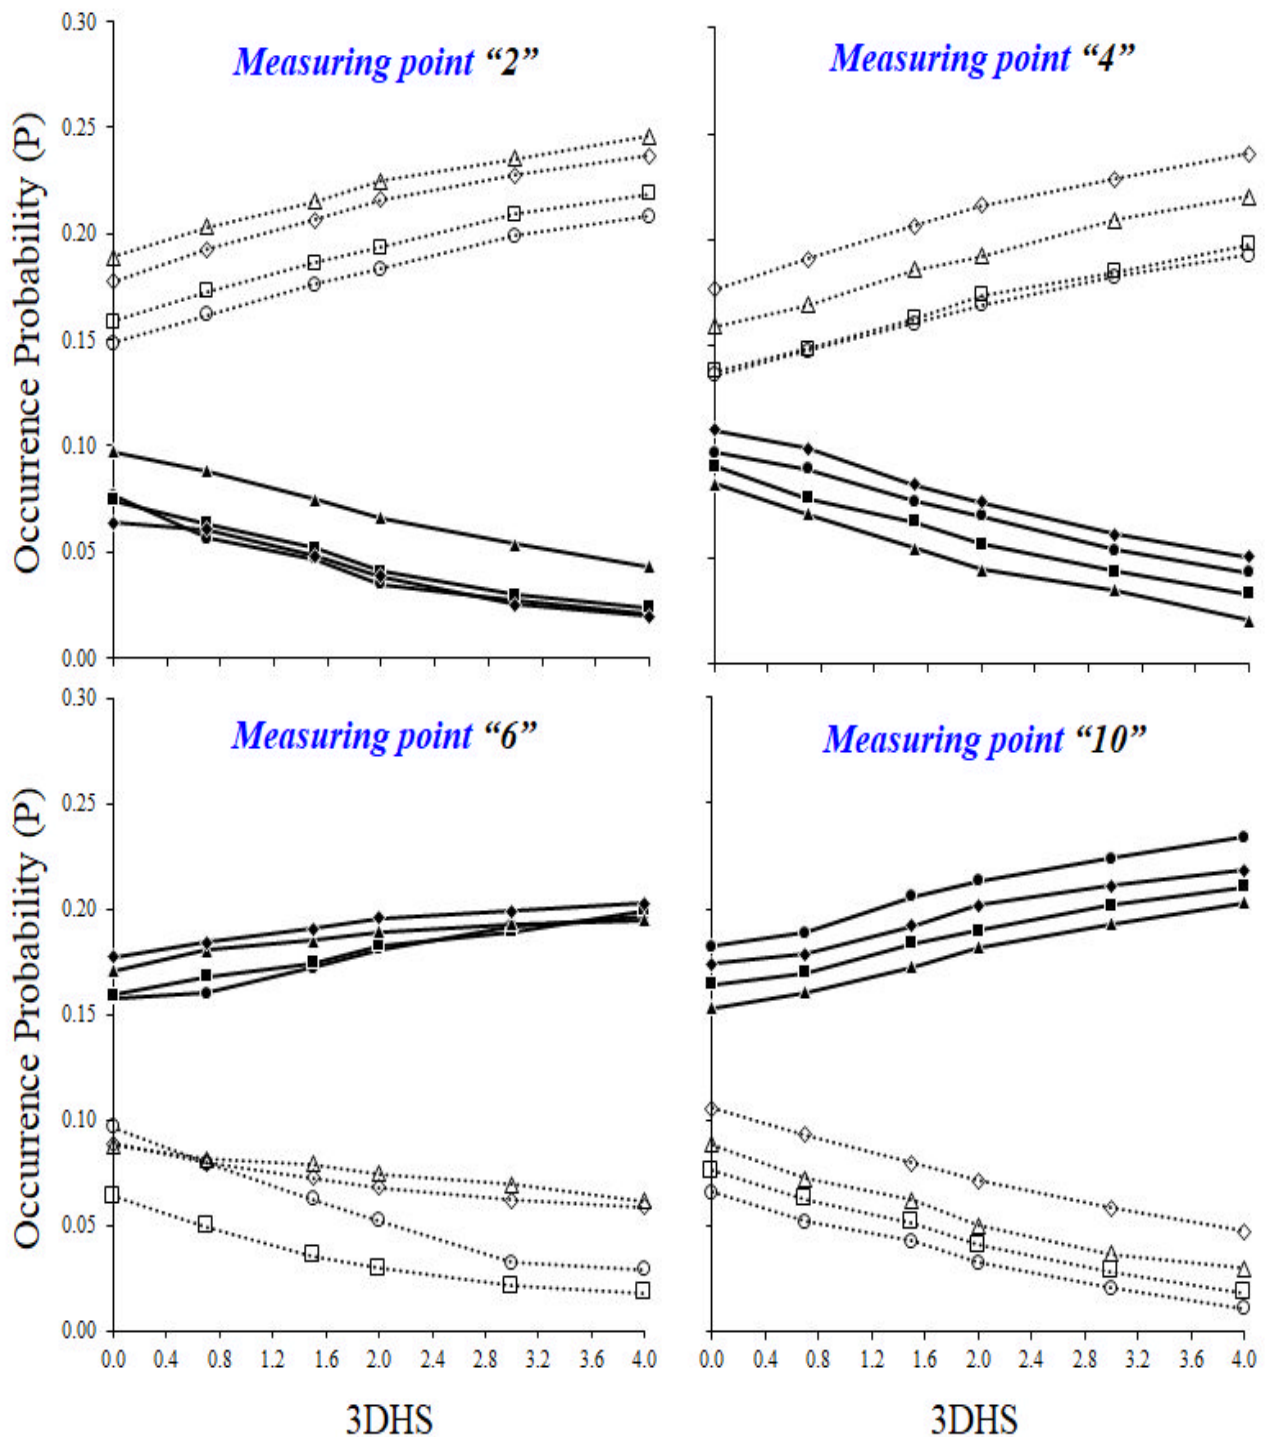 Measuring point “2”
Measuring point “4”
Occurrence Probability (P)
0.30
0.25
0.20
0.15
0.10
0.05
0.00
Measuring point “6”
Measuring point “10”
Occurrence Probability (P)
0.30
0.25
0.20
0.15
0.10
0.05
0.00
0.0 0.4 0.8 1.2 1.6 2.0 2.4 2.8 3.2 3.6 4.0
0.0 0.4 0.8 1.2 1.6 2.0 2.4 2.8 3.2 3.6 4.0
3DHS
3DHS